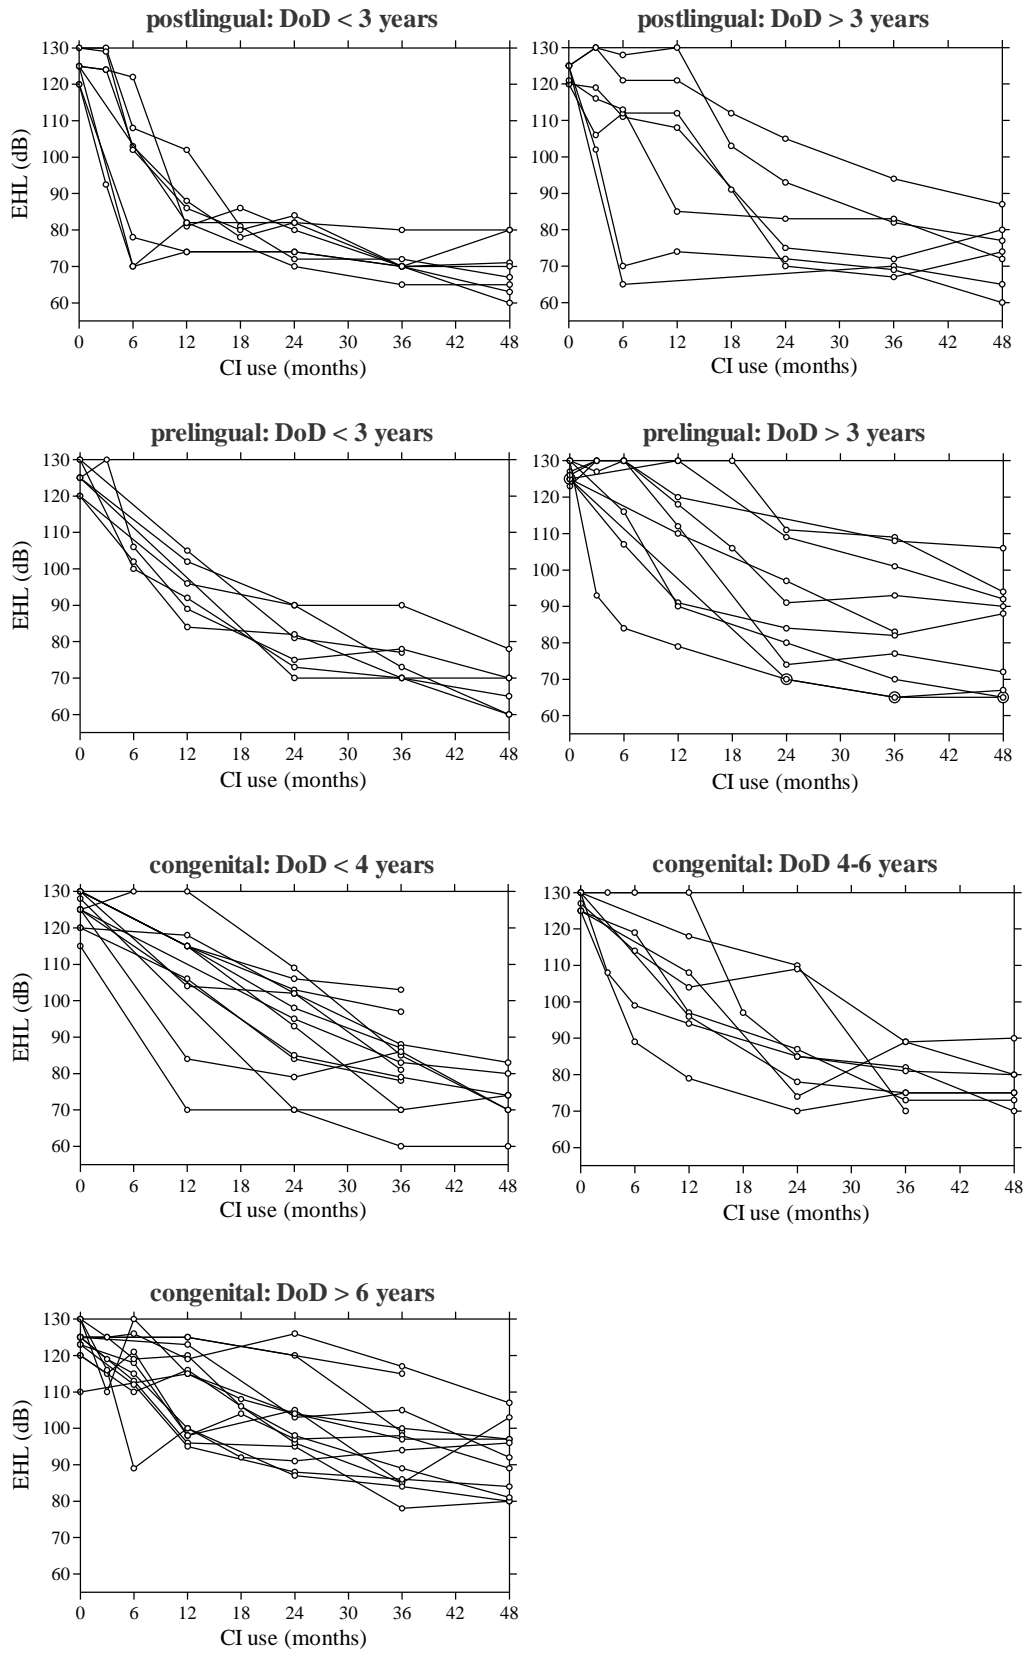 postlingual: DoD < 3 years
postlingual: DoD > 3 years
130
120
110
100
90
80
70
60
EHL (dB)
0 6 12 18 24 30 36 42 48
CI use (months)
130
120
110
100
90
80
70
60
0 6 12 18 24 30 36 42 48
CI use (months)
prelingual: DoD < 3 years
prelingual: DoD > 3 years
130
120
110
100
90
80
70
60
EHL (dB)
0 6 12 18 24 30 36 42 48
CI use (months)
130
120
110
100
90
80
70
60
0 6 12 18 24 30 36 42 48
CI use (months)
congenital: DoD < 4 years
congenital: DoD 4-6 years
130
120
110
100
90
80
70
60
EHL (dB)
0 6 12 18 24 30 36 42 48
CI use (months)
130
120
110
100
90
80
70
60
0 6 12 18 24 30 36 42 48
CI use (months)
congenital: DoD > 6 years
130
120
110
100
90
80
70
60
EHL (dB)
0 6 12 18 24 30 36 42 48
CI use (months)